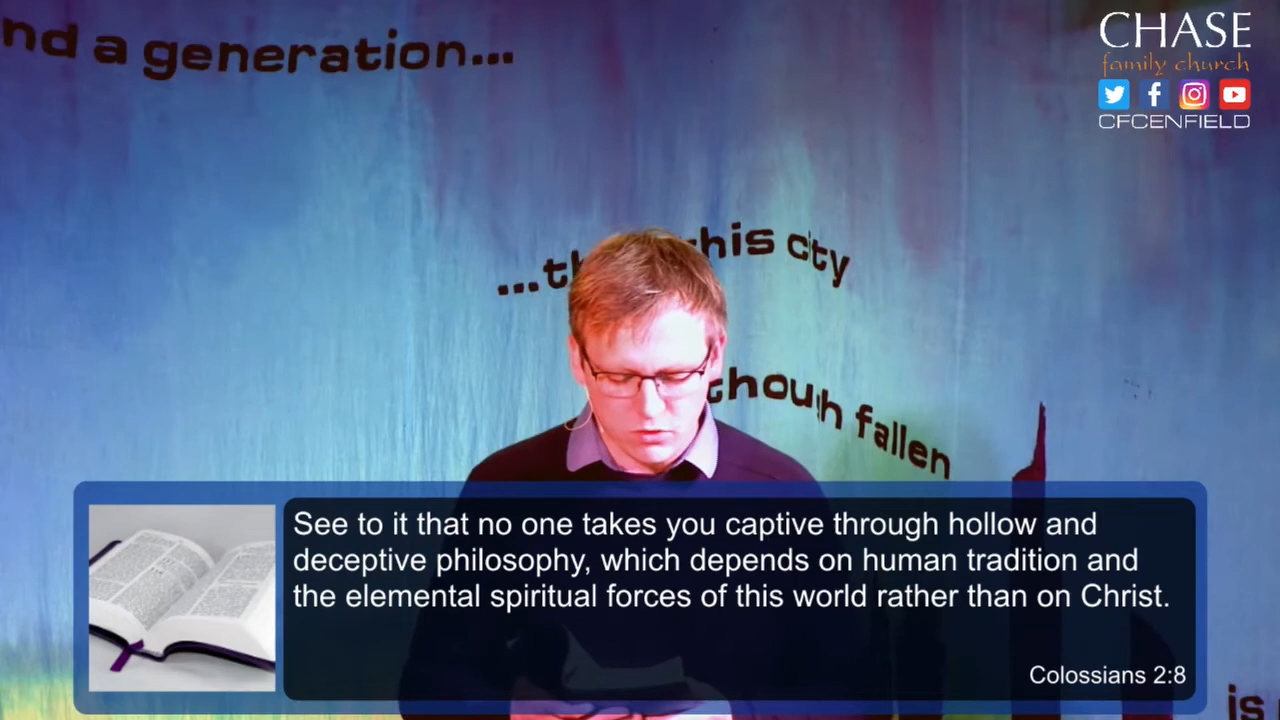 nd a generation...
CHASE
family church
CFCENFIELD
...th
his city
though fallen
See to it that no one takes you captive through hollow and
deceptive philosophy, which depends on human tradition and
the elemental spiritual forces of this world rather than on Christ.
Colossians 2:8
is